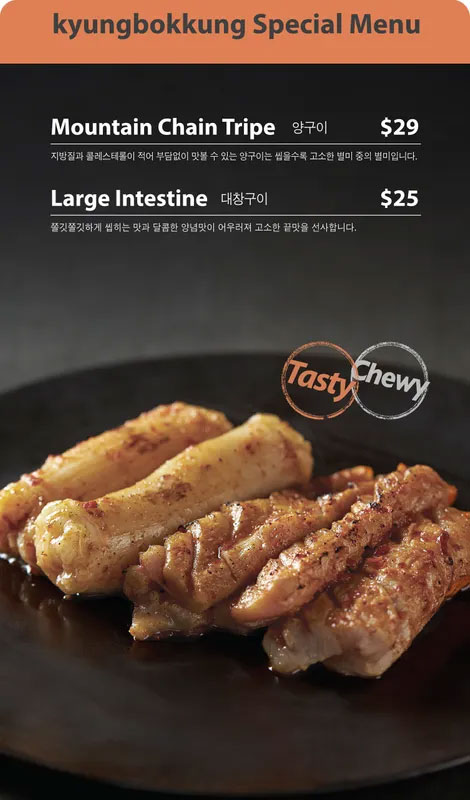 kyungbokkung Special Menu
Mountain Chain Tripe 양구이 $29
지방질과 콜레스테롤이 적어 부담없이 맛볼 수 있는 양구이는 씹을수록 고소한 별미 중의 별미입니다.
Large Intestine 대창구이 $25
쫄깃쫄깃하게 씹히는 맛과 달콤한 양념맛이 어우러져 고소한 끝맛을 선사합니다.
Tasty Chewy